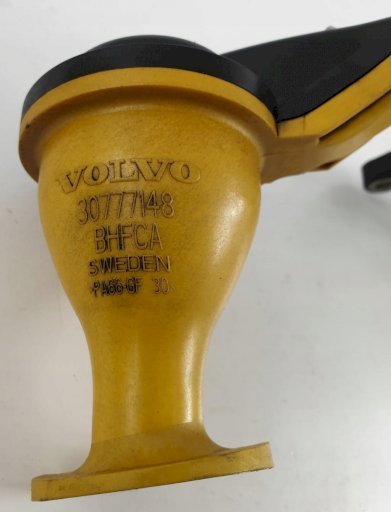 VOLVO
30777148
BHFCA
SWEDEN
-PA66-GF 30